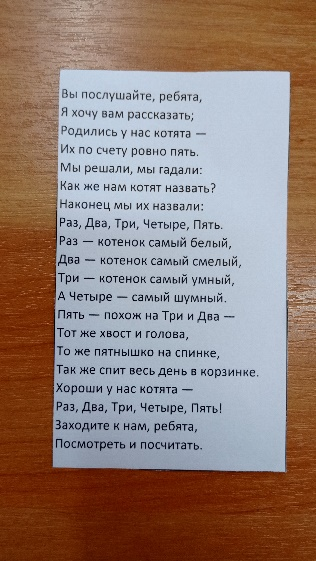 Вы послушайте, ребята,
Я хочу вам рассказать;
Родились у нас котята —
Их по счету ровно пять.
Мы решали, мы гадали:
Как же нам котят назвать?
Наконец мы их назвали:
Раз, Два, Три, Четыре, Пять.
Раз — котенок самый белый,
Два — котенок самый смелый,
Три — котенок самый умный,
А Четыре — самый шумный.
Пять — похож на Три и Два —
Тот же хвост и голова,
То же пятнышко на спинке,
Так же спит весь день в корзинке.
Хороши у нас котята —
Раз, Два, Три, Четыре, Пять!
Заходите к нам, ребята,
Посмотреть и посчитать.